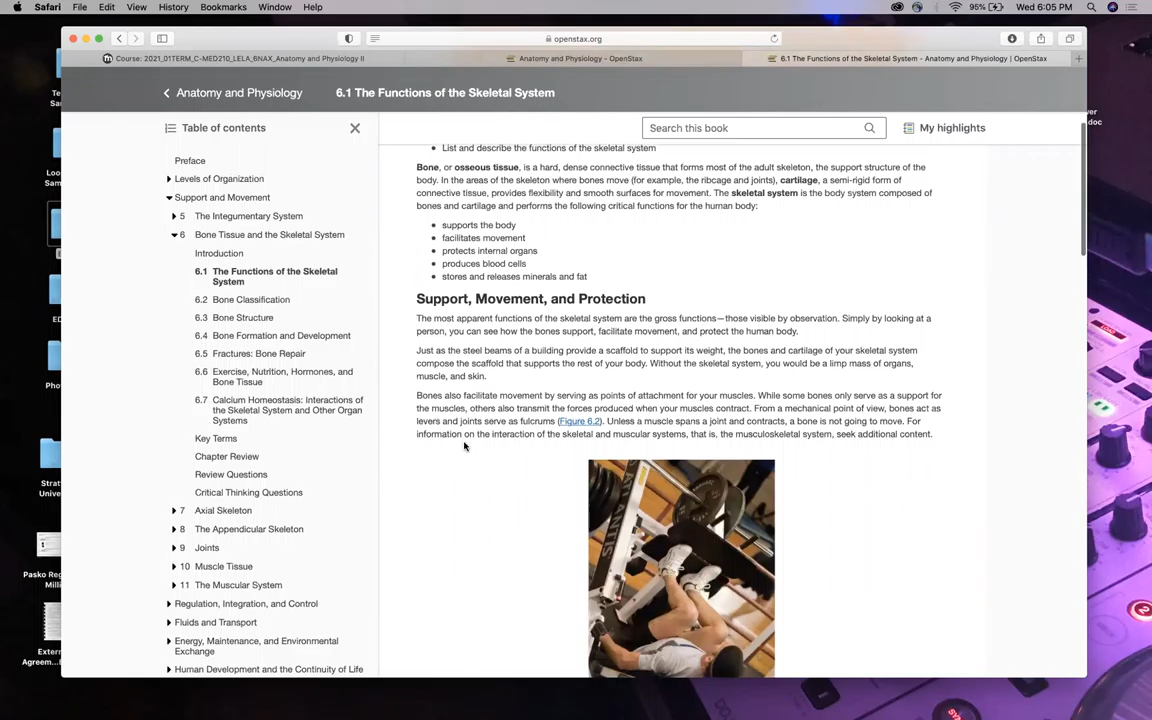 Safari File Edit View History Bookmarks Window Help
95% Wed 6:05 PM
openstax.org
Course: 2021_01TERM_C-MED210_LELA_6NAX_Anatomy and Physiology II
Anatomy and Physiology - OpenStax
6.1 The Functions of the Skeletal System - Anatomy and Physiology | OpenStax
Anatomy and Physiology
6.1 The Functions of the Skeletal System
Table of contents
Search this book
My highlights
Preface
Levels of Organization
Support and Movement
5 The Integumentary System
6 Bone Tissue and the Skeletal System
Introduction
6.1 The Functions of the Skeletal
System
6.2 Bone Classification
6.3 Bone Structure
6.4 Bone Formation and Development
6.5 Fractures: Bone Repair
6.6 Exercise, Nutrition, Hormones, and
Bone Tissue
6.7 Calcium Homeostasis: Interactions of
the Skeletal System and Other Organ
Systems
Key Terms
Chapter Review
Review Questions
Critical Thinking Questions
7 Axial Skeleton
8 The Appendicular Skeleton
9 Joints
10 Muscle Tissue
11 The Muscular System
Regulation, Integration, and Control
Fluids and Transport
Energy, Maintenance, and Environmental
Exchange
Human Development and the Continuity of Life
• List and describe the functions of the skeletal system
Bone, or osseous tissue, is a hard, dense connective tissue that forms most of the adult skeleton, the support structure of the
body. In the areas of the skeleton where bones move (for example, the ribcage and joints), cartilage, a semi-rigid form of
connective tissue, provides flexibility and smooth surfaces for movement. The skeletal system is the body system composed of
bones and cartilage and performs the following critical functions for the human body:
• supports the body
• facilitates movement
• protects internal organs
• produces blood cells
• stores and releases minerals and fat
Support, Movement, and Protection
The most apparent functions of the skeletal system are the gross functions—those visible by observation. Simply by looking at a
person, you can see how the bones support, facilitate movement, and protect the human body.
Just as the steel beams of a building provide a scaffold to support its weight, the bones and cartilage of your skeletal system
compose the scaffold that supports the rest of your body. Without the skeletal system, you would be a limp mass of organs,
muscle, and skin.
Bones also facilitate movement by serving as points of attachment for your muscles. While some bones only serve as a support for
the muscles, others also transmit the forces produced when your muscles contract. From a mechanical point of view, bones act as
levers and joints serve as fulcrums (Figure 6.2). Unless a muscle spans a joint and contracts, a bone is not going to move. For
information on the interaction of the skeletal and muscular systems, that is, the musculoskeletal system, seek additional content.
Te
Loo
Sam
ED
Pho
Strat
Unive
Pasko Reg
Milli
Extern
Agreem...
ver
doc
LOAD
2